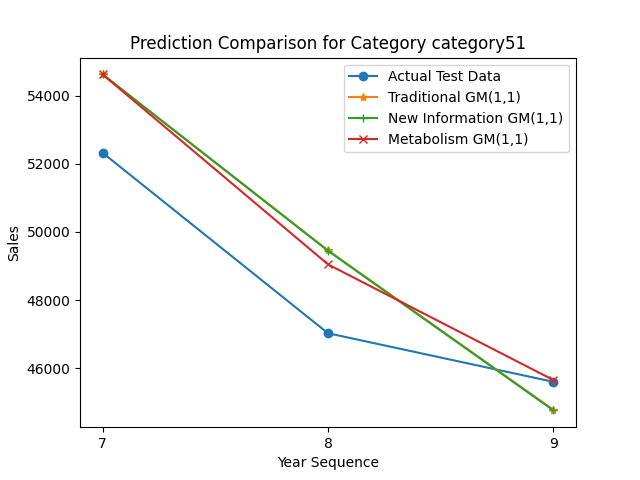 Prediction Comparison for Category category51
Actual Test Data
Traditional GM(1,1)
New Information GM(1,1)
Metabolism GM(1,1)
54000
52000
50000
48000
46000
Sales
7
8
9
Year Sequence